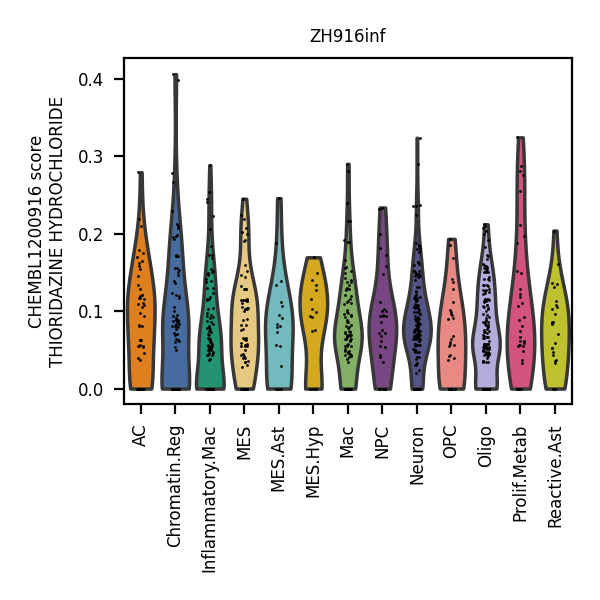 ZH916inf
CHEMBL1200916 score
THIORIDAZINE HYDROCHLORIDE
0.4
0.3
0.2
0.1
0.0
AC
Chromatin.Reg
Inflammatory.Mac
MES
MES.Ast
MES.Hyp
Mac
NPC
Neuron
OPC
Oligo
Prolif.Metab
Reactive.Ast